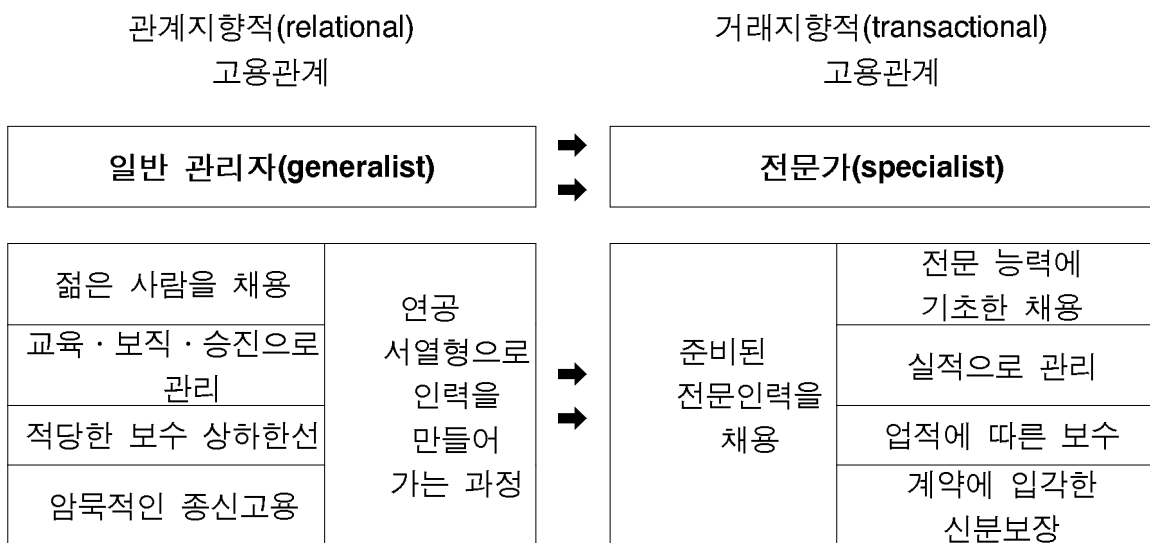 관계지향적(relational)
고용관계
거래지향적(transactional)
고용관계
일반 관리자(generalist)
전문가(specialist)
젊은 사람을 채용
교육·보직·승진으로
관리
적당한 보수 상하한선
암묵적인 종신고용
연공
서열형으로
인력을
만들어
가는 과정
준비된
전문인력을
채용
전문 능력에
기초한 채용
실적으로 관리
업적에 따른 보수
계약에 입각한
신분보장